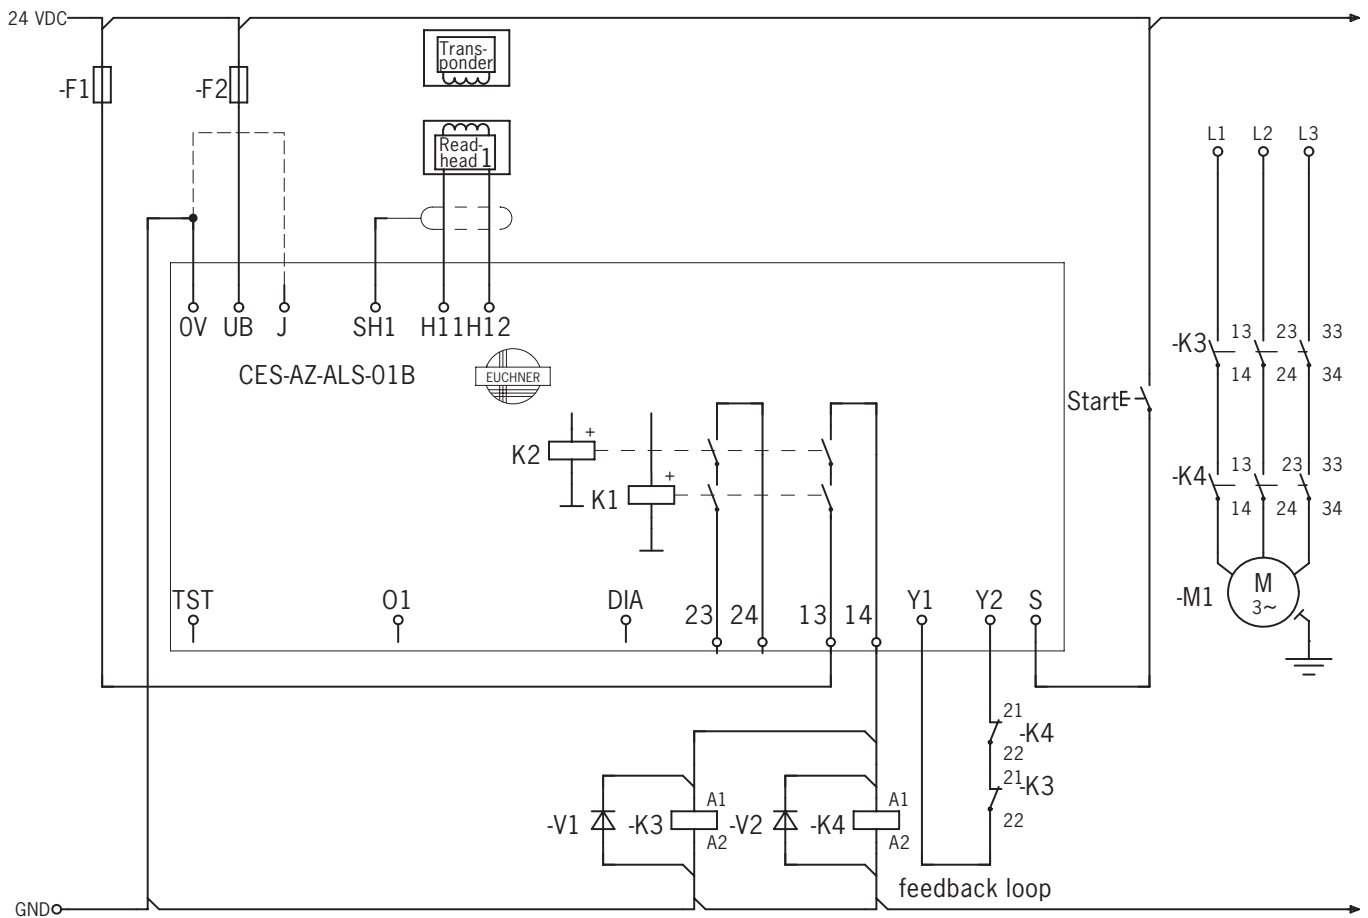 24 VDC
-F1
-F2
Trans-
ponder
Read-
head 1
L1 L2 L3
0V UB J SH1 H11 H12
CES-AZ-ALS-01B
EUCHNER
-K3 13 23 33
14 24 34
Start
K2 +
K1 +
-K4 13 23 33
14 24 34
TST O1 DIA 23 24 13 14 Y1 Y2 S
-M1
M
3~
21
-K4
22
21
-K3
22
-V1 -K3 A1
A2
-V2 -K4 A1
A2
feedback loop
GND